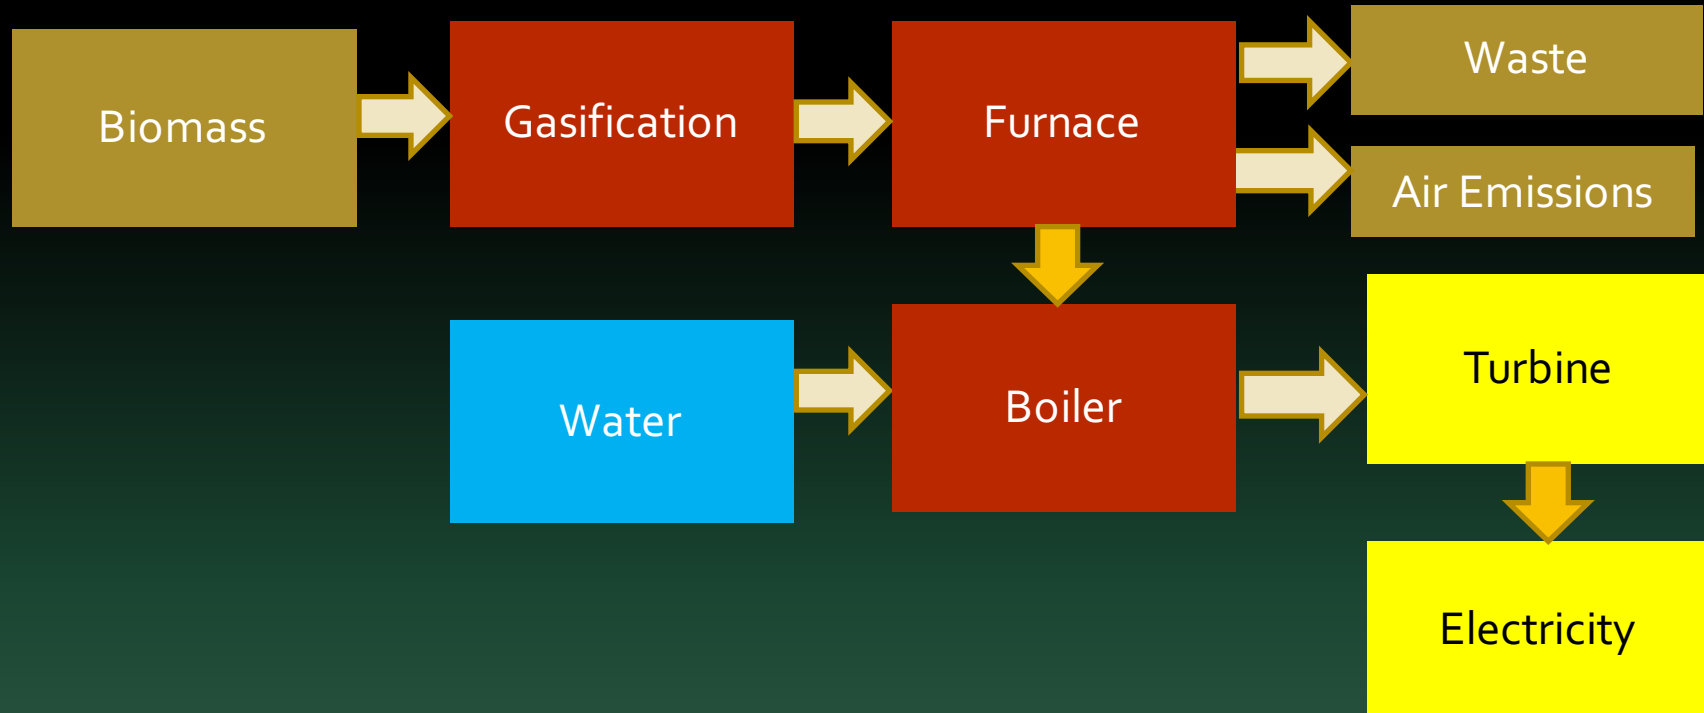 Biomass
Gasification
Furnace
Waste
Air Emissions
Water
Boiler
Turbine
Electricity